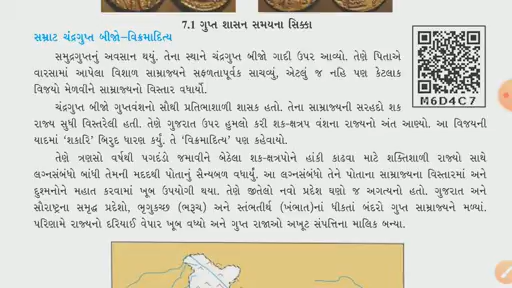 7.1 ગુપ્ત શાસન સમયના સિક્કા
સમ્રાટ ચંદ્રગુપ્ત બીજો–વિક્રમાદિત્ય
સમુદ્રગુપ્તનું અવસાન થયું. તેના સ્થાને ચંદ્રગુપ્ત બીજો ગાદી ઉપર આવ્યો. તેણે પિતાએ
વારસામાં આપેલા વિશાળ સામ્રાજ્યને સફળતાપૂર્વક સાચવ્યું, એટલું જ નહિ પણ કેટલાક
વિજયો મેળવીને સામ્રાજ્યનો વિસ્તાર વધાર્યો.
M6D4C7
ચંદ્રગુપ્ત બીજો ગુપ્તવંશનો સૌથી પ્રતિભાશાળી શાસક હતો. તેના સામ્રાજ્યની સરહદો શક
રાજ્ય સુધી વિસ્તરેલી હતી. તેણે ગુજરાત ઉપર હુમલો કરી શક-ક્ષત્રપ વંશના રાજ્યનો અંત આણ્યો. આ વિજયની
યાદમાં ‘શકારિ’ બિરુદ ધારણ કર્યું. તે ‘વિક્રમાદિત્ય’ પણ કહેવાયો.
તેણે ત્રણસો વર્ષથી પગદંડો જમાવીને બેઠેલા શક-ક્ષત્રપોને હાંકી કાઢવા માટે શક્તિશાળી રાજ્યો સાથે
લગ્નસંબંધો બાંધી તેમની મદદથી પોતાનું સૈન્યબળ વધાર્યું. આ લગ્નસંબંધો તેને પોતાના સામ્રાજ્યના વિસ્તારમાં અને
દુશ્મનોને મહાત કરવામાં ખૂબ ઉપયોગી થયા. તેણે જીતેલો નવો પ્રદેશ ઘણો જ અગત્યનો હતો. ગુજરાત અને
સૌરાષ્ટ્રના સમૃદ્ધ પ્રદેશો, ભૃગુકચ્છ (ભરૂચ) અને સ્તંભતીર્થ (ખંભાત)નાં ધીકતાં બંદરો ગુપ્ત સામ્રાજ્યને મળ્યાં.
પરિણામે રાજ્યનો દરિયાઈ વેપાર ખૂબ વધ્યો અને ગુપ્ત રાજાઓ અખૂટ સંપત્તિના માલિક બન્યા.